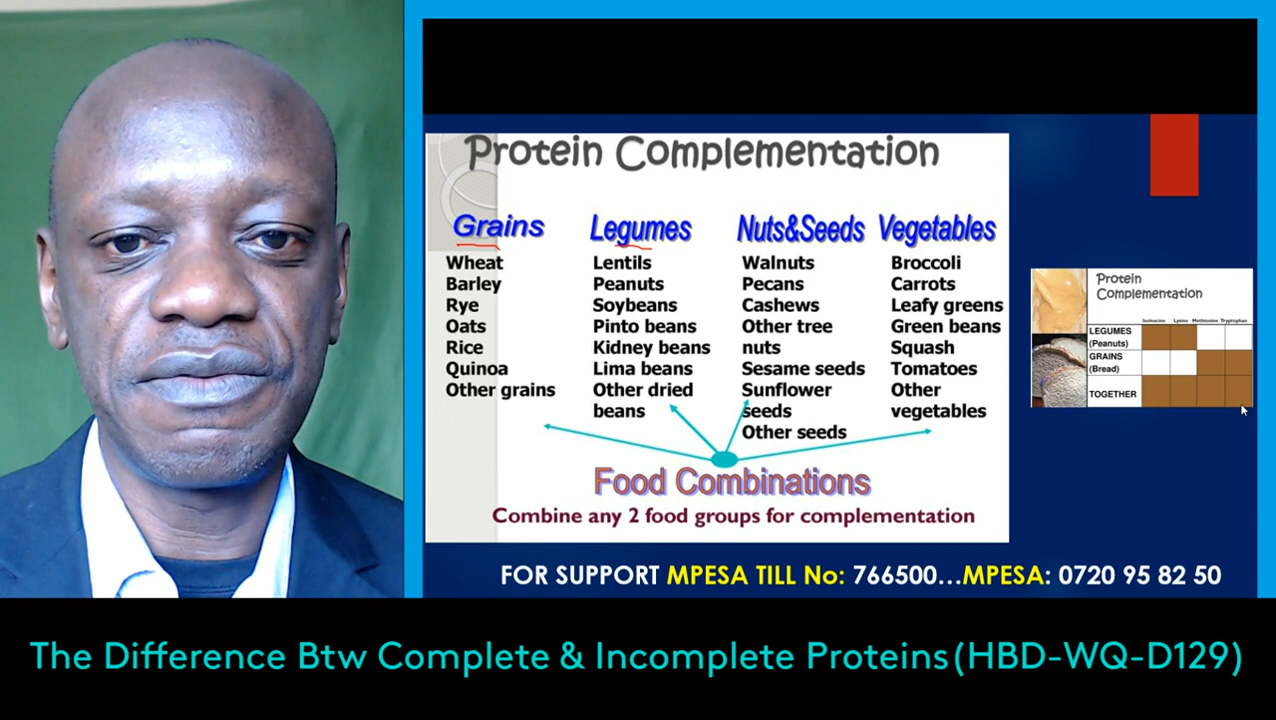 Protein Complementation
Grains
Wheat
Barley
Rye
Oats
Rice
Quinoa
Other grains
Legumes
Lentils
Peanuts
Soybeans
Pinto beans
Kidney beans
Lima beans
Other dried
beans
Nuts&Seeds
Walnuts
Pecans
Cashews
Other tree
nuts
Sesame seeds
Sunflower
seeds
Other seeds
Vegetables
Broccoli
Carrots
Leafy greens
Green beans
Squash
Tomatoes
Other
vegetables
Food Combinations
Combine any 2 food groups for complementation
Protein
Complementation
Isoleucine Lysine Methionine Tryptophan
LEGUMES
(Peanuts)
GRAINS
(Bread)
TOGETHER
FOR SUPPORT MPESA TILL No: 766500...MPESA: 0720 95 82 50
The Difference Btw Complete & Incomplete Proteins(HBD-WQ-D129)